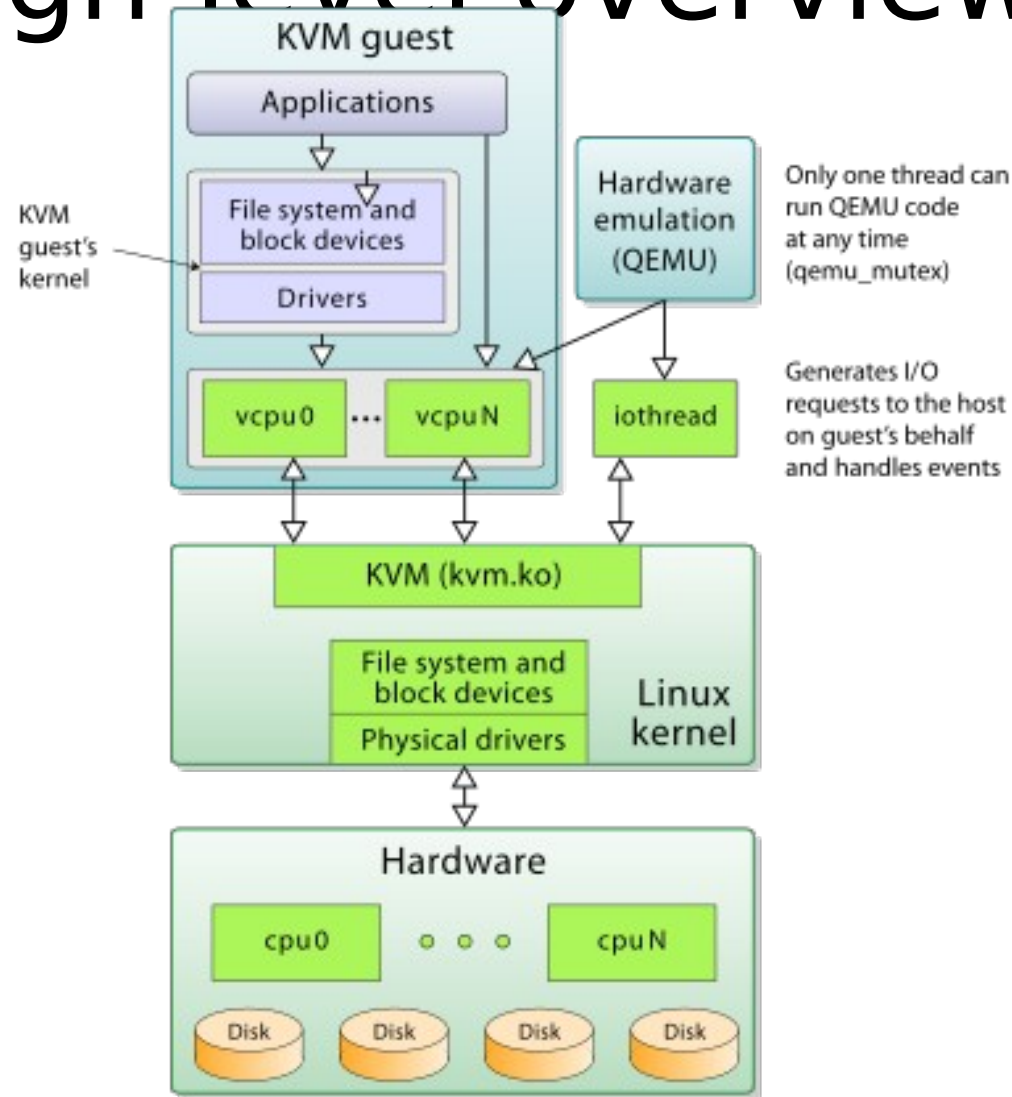 KVM guest
Applications
File system and
block devices
Drivers
KVM
guest's
kernel
vcpu0 ... vcpuN
Hardware
emulation
(QEMU)
Only one thread can
run QEMU code
at any time
(qemu_mutex)
iothread
Generates I/O
requests to the host
on guest's behalf
and handles events
KVM (kvm.ko)
File system and
block devices
Physical drivers
Linux
kernel
Hardware
cpu0
cpuN
Disk
Disk
Disk
Disk